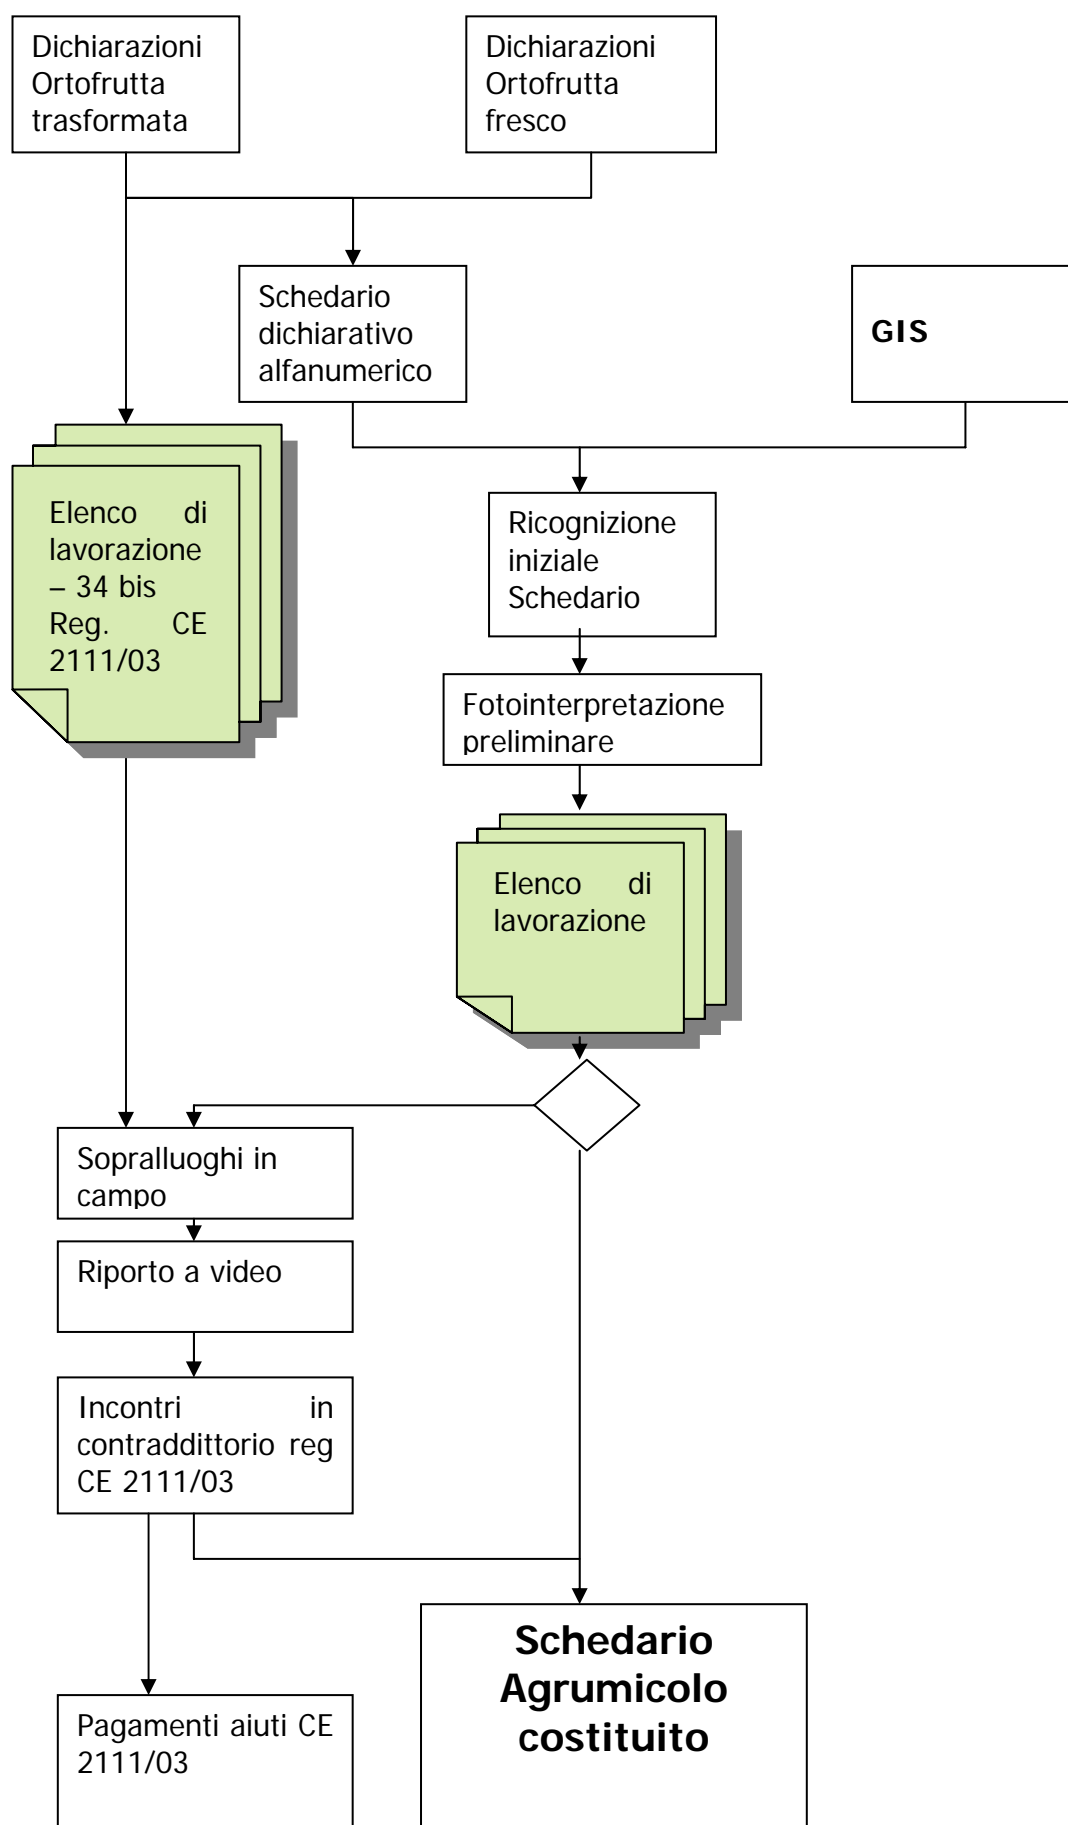 Dichiarazioni
Ortofrutta
trasformata
Dichiarazioni
Ortofrutta
fresco
Schedario
dichiarativo
alfanumerico
GIS
Elenco di
lavorazione
– 34 bis
Reg. CE
2111/03
Ricognizione
iniziale
Schedario
Fotointerpretazione
preliminare
Elenco di
lavorazione
Sopralluoghi in
campo
Riporto a video
Incontri in
contraddittorio reg
CE 2111/03
Schedario
Agrumicolo
costituito
Pagamenti aiuti CE
2111/03